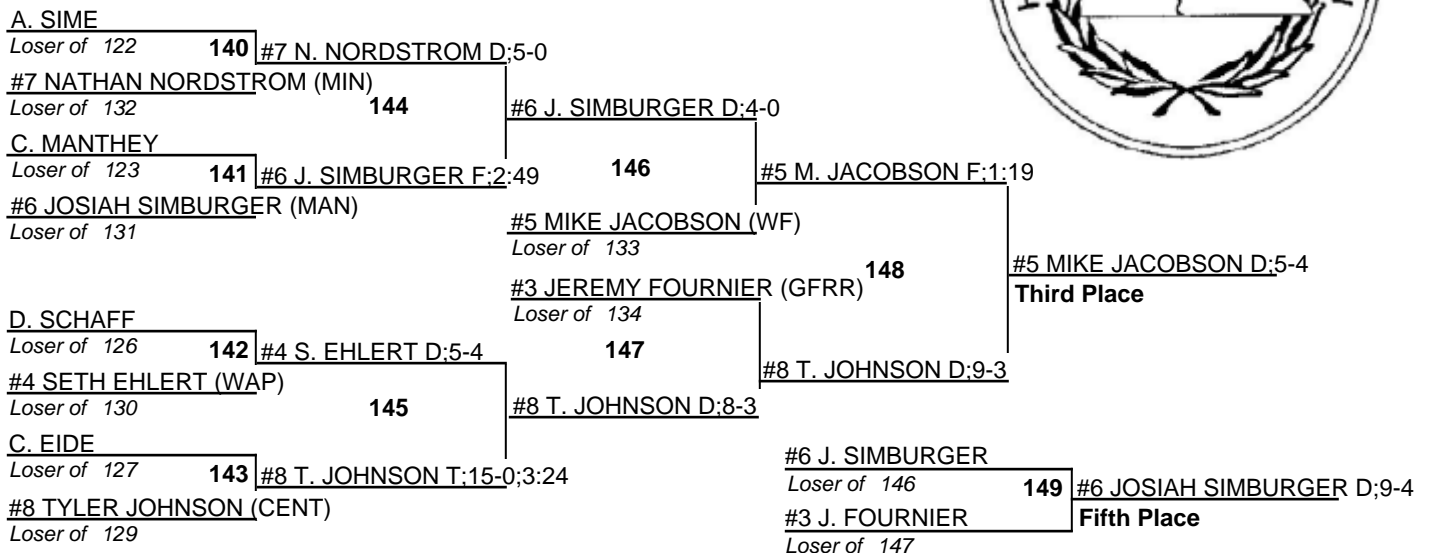 A. SIME
Loser of 122
140
#7 N. NORDSTROM D;5-0
#7 NATHAN NORDSTROM (MIN)
Loser of 132
144
#6 J. SIMBURGER D;4-0
C. MANTHEY
Loser of 123
141
#6 J. SIMBURGER F;2:49
146
#5 M. JACOBSON F;1:19
#6 JOSIAH SIMBURGER (MAN)
Loser of 131
#5 MIKE JACOBSON (WF)
Loser of 133
148
#5 MIKE JACOBSON D;5-4
Third Place
#3 JEREMY FOURNIER (GFRR)
Loser of 134
D. SCHAFF
Loser of 126
142
#4 S. EHLERT D;5-4
147
#8 T. JOHNSON D;9-3
#4 SETH EHLERT (WAP)
Loser of 130
145
#8 T. JOHNSON D;8-3
C. EIDE
Loser of 127
143
#8 T. JOHNSON T;15-0;3:24
#8 TYLER JOHNSON (CENT)
Loser of 129
#6 J. SIMBURGER
Loser of 146
149
#6 JOSIAH SIMBURGER D;9-4
#3 J. FOURNIER
Fifth Place
Loser of 147